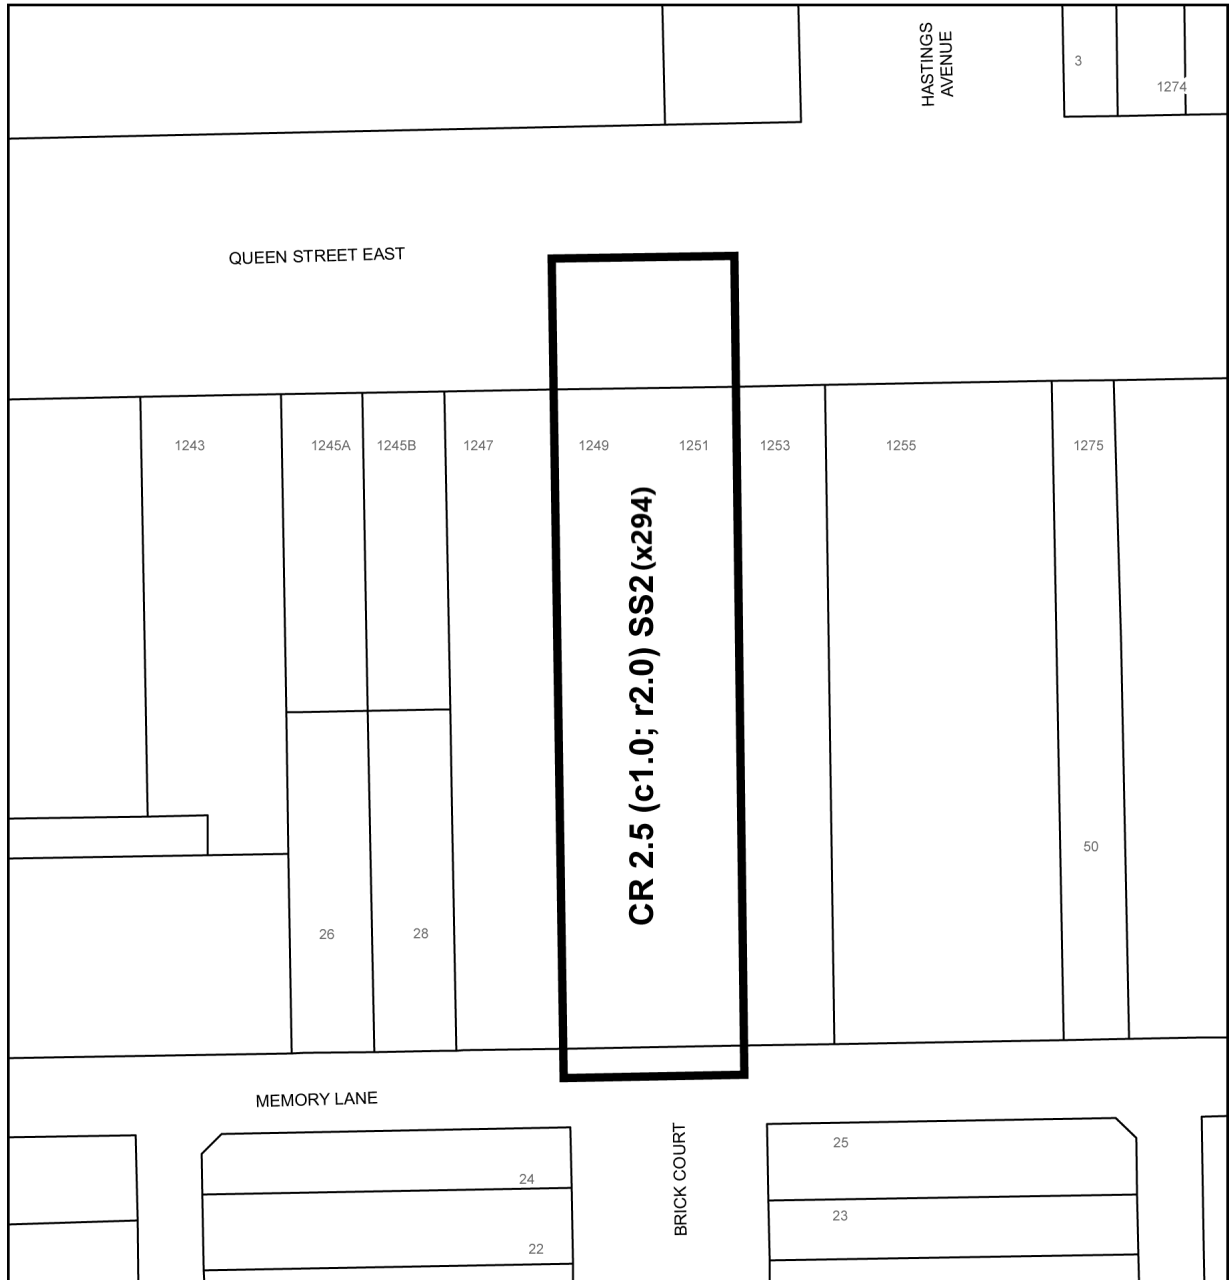 HASTINGS
AVENUE
3
1274
QUEEN STREET EAST
1243
1245A
1245B
1247
1249
1251
1253
1255
1275
CR 2.5 (c1.0; r2.0) SS2 (x294)
50
26
28
MEMORY LANE
BRICK COURT
24
25
23
22